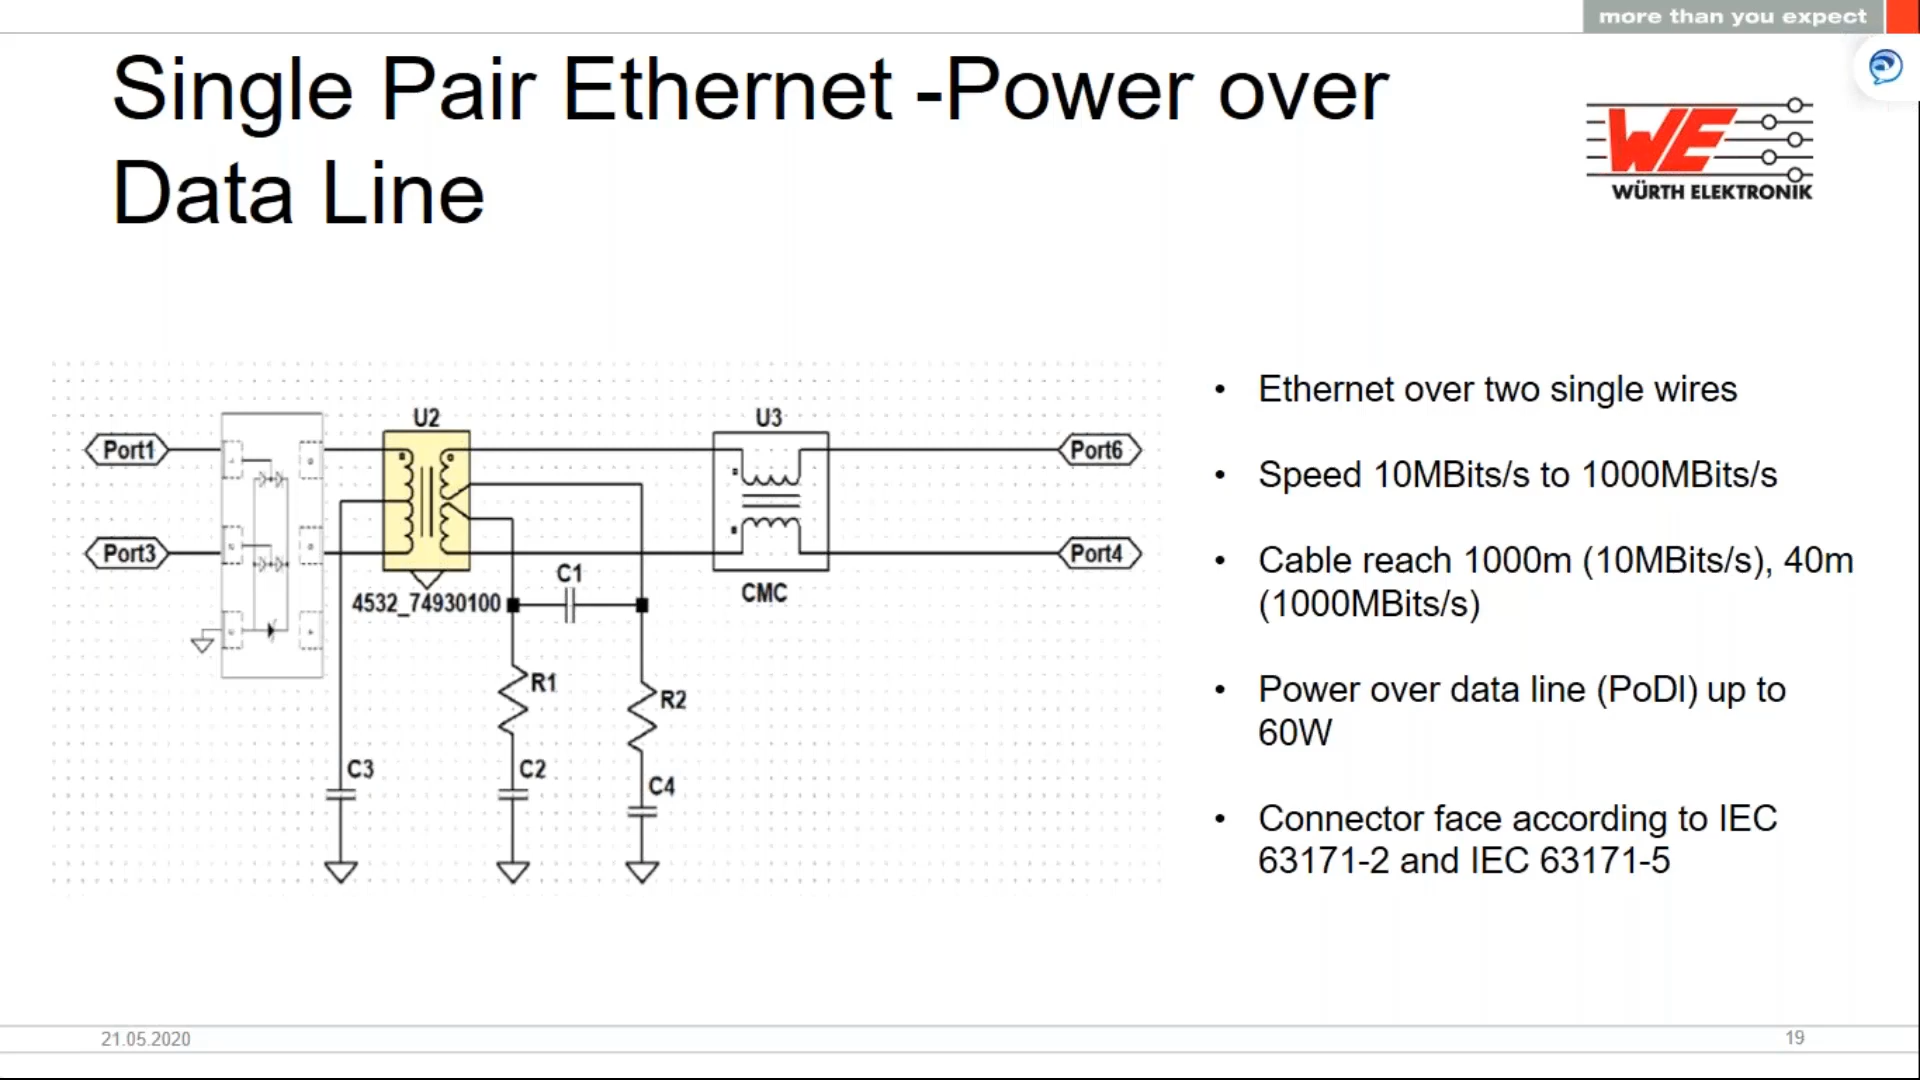 more than you expect
Single Pair Ethernet -Power over
Data Line
WE
WÜRTH ELEKTRONIK
U2
U3
Port1
Port6
Port3
Port4
C1
4532_74930100
CMC
R1
R2
C3
C2
C4
• Ethernet over two single wires
• Speed 10MBits/s to 1000MBits/s
• Cable reach 1000m (10MBits/s), 40m
(1000MBits/s)
• Power over data line (PoDl) up to
60W
• Connector face according to IEC
63171-2 and IEC 63171-5
21.05.2020
19